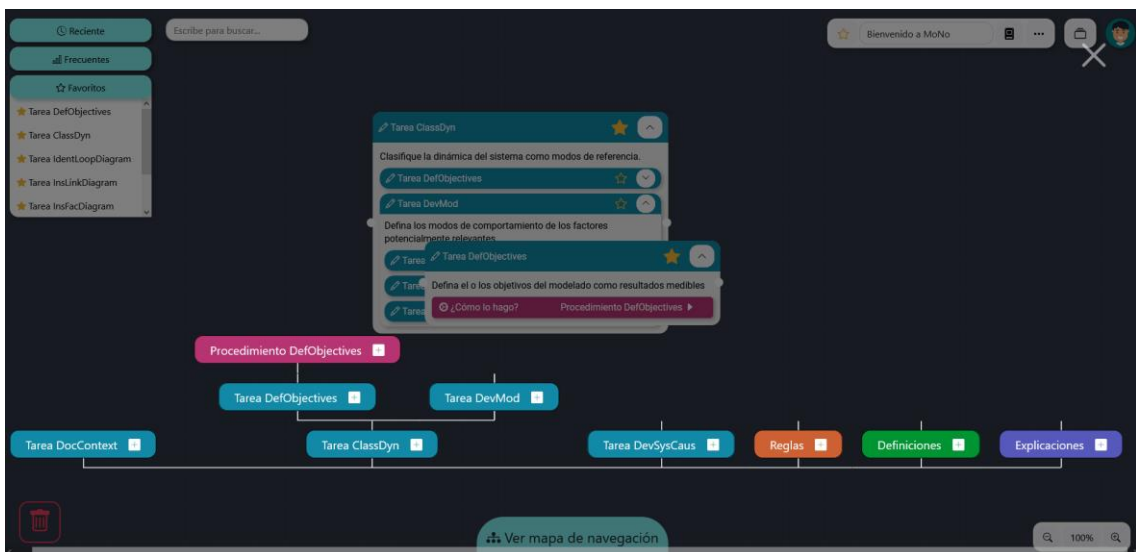 Reciente
Escribe para buscar...
Bienvenido a MoNo
Frecuentes
Favoritos
Tarea DefObjectives
Tarea ClassDyn
Tarea IdentLoopDiagram
Tarea InsLinkDiagram
Tarea InsFacDiagram
Tarea ClassDyn
Clasifique la dinámica del sistema como modos de referencia.
Tarea DefObjectives
Tarea DevMod
Defina los modos de comportamiento de los factores
potencialmente relevantes
Tarea
Tarea
Tarea
Tarea DefObjectives
Defina el o los objetivos del modelado como resultados medibles
¿Cómo lo hago? Procedimiento DefObjectives
Procedimiento DefObjectives
Tarea DefObjectives
Tarea DevMod
Tarea DocContext
Tarea ClassDyn
Tarea DevSysCaus
Reglas
Definiciones
Explicaciones
Ver mapa de navegación
100%